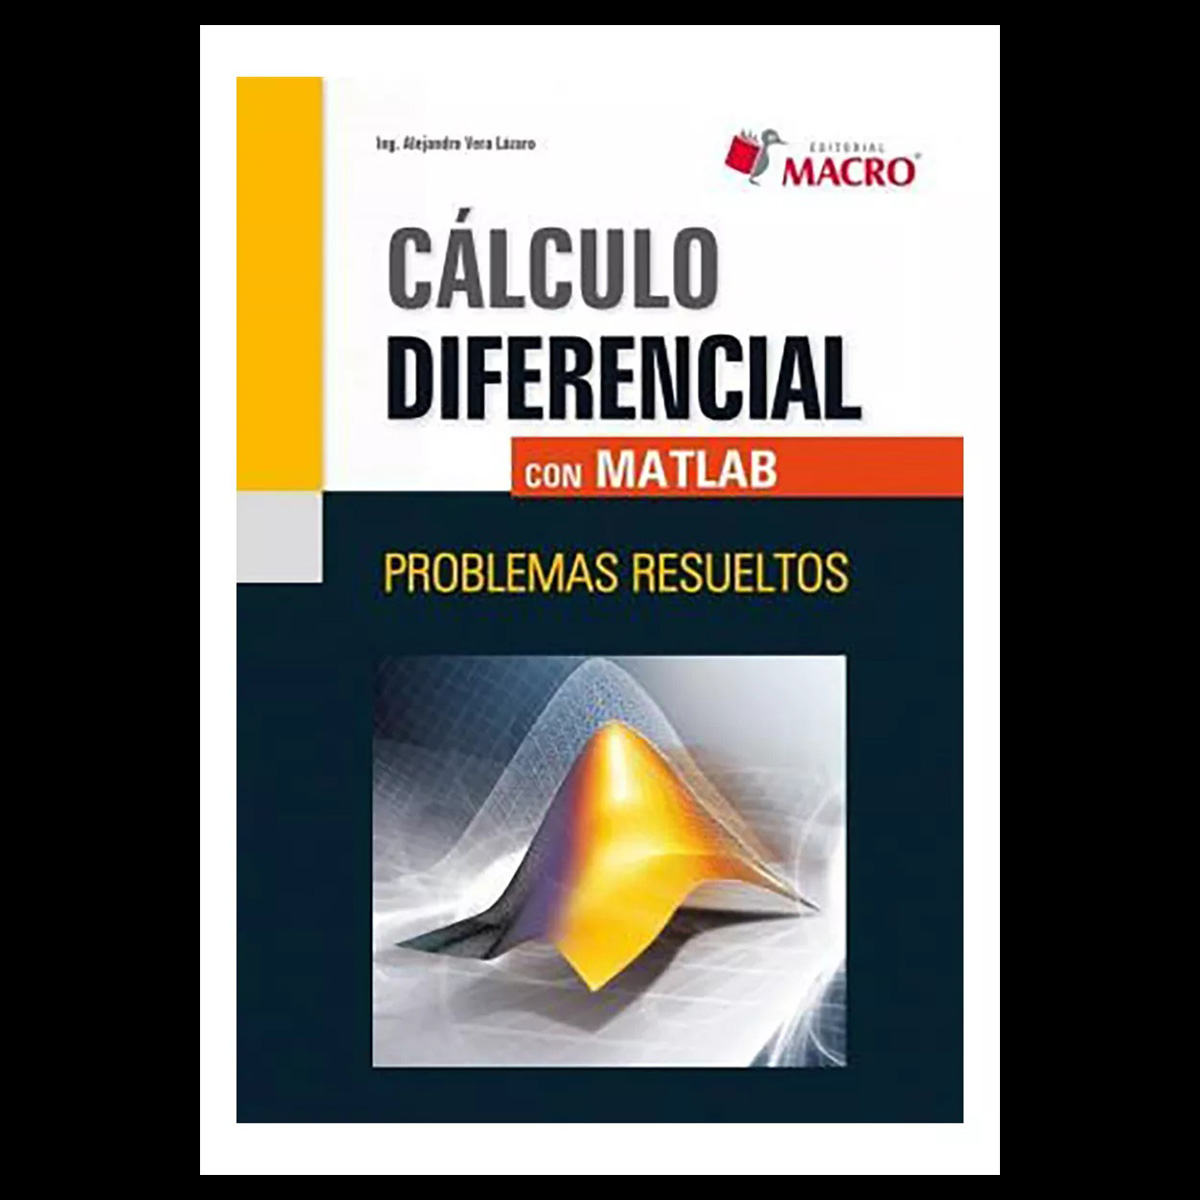 Ing. Alejandro Vera Lázaro
EDITORIAL
MACRO®
CÁLCULO
DIFERENCIAL
CON MATLAB
PROBLEMAS RESUELTOS